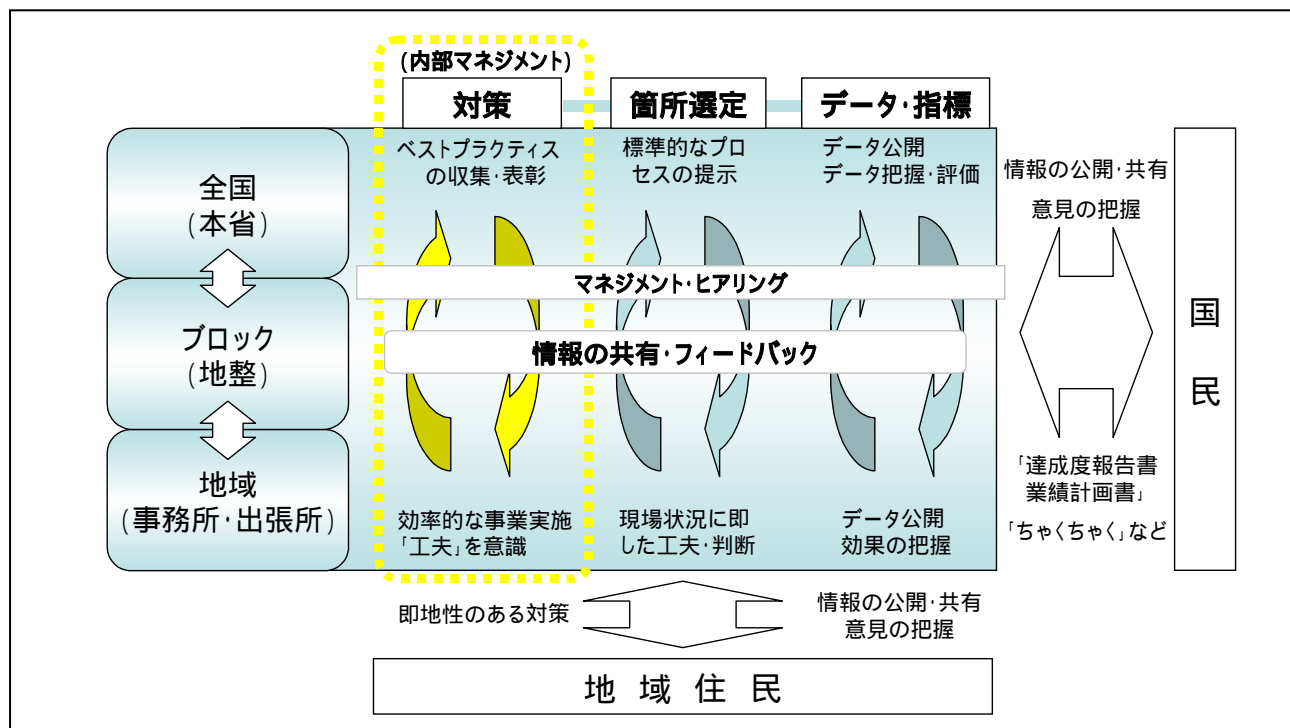 (内部マネジメント)
対策
箇所選定
データ・指標
全国
(本省)
ブロック
(地整)
地域
(事務所・出張所)
ベストプラクティス
の収集・表彰
標準的なプロ
セスの提示
データ公開
データ把握・評価
マネジメント・ヒアリング
情報の共有・フィードバック
効率的な事業実施
「工夫」を意識
現場状況に即
した工夫・判断
データ公開
効果の把握
情報の公開・共有
意見の把握
「達成度報告書
業績計画書」
「ちゃくちゃく」など
国民
即地性のある対策
情報の公開・共有
意見の把握
地域住民